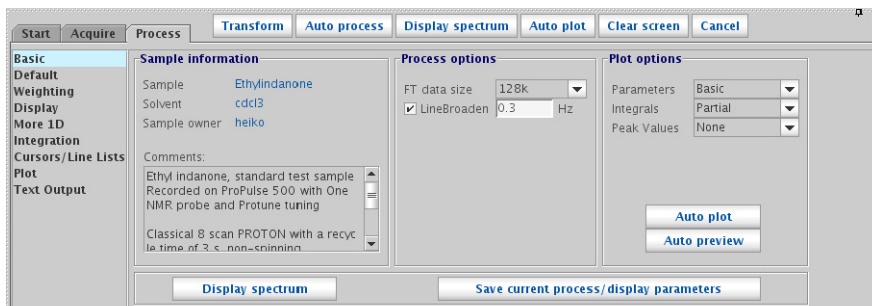 Start Acquire Process Transform Auto process Display spectrum Auto plot Clear screen Cancel
Basic
Default
Weighting
Display
More 1D
Integration
Cursors/Line Lists
Plot
Text Output
Sample information
Sample Ethylindanone
Solvent cdcl3
Sample owner heiko
Comments:
Ethyl indanone, standard test sample
Recorded on ProPulse 500 with One
NMR probe and Protune tuning
Classical 8 scan PROTON with a recyc
le time of 3 s, non-spinning
Process options
FT data size 128k
LineBroaden 0.3 Hz
Plot options
Parameters Basic
Integrals Partial
Peak Values None
Auto plot
Auto preview
Display spectrum Save current process/display parameters